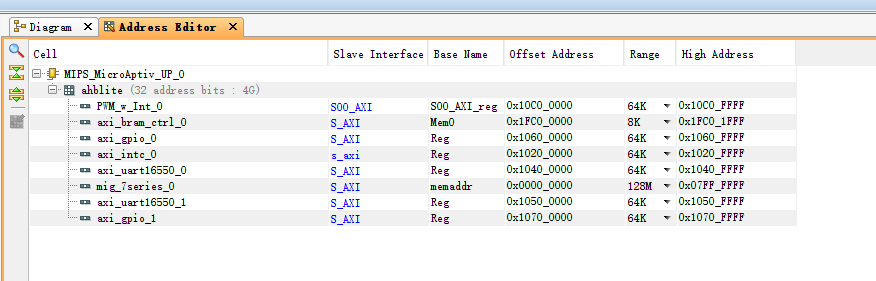 Diagram × Address Editor ×
Cell Slave Interface Base Name Offset Address Range High Address
MIPS_MicroAptiv_UP_0
ahblite (32 address bits : 4G)
PWM_w_Int_0 S00_AXI S00_AXI_reg 0x10C0_0000 64K 0x10C0_FFFF
axi_bram_ctrl_0 S_AXI Mem0 0x1FC0_0000 8K 0x1FC0_1FFF
axi_gpio_0 S_AXI Reg 0x1060_0000 64K 0x1060_FFFF
axi_intc_0 s_axi Reg 0x1020_0000 64K 0x1020_FFFF
axi_uart16550_0 S_AXI Reg 0x1040_0000 64K 0x1040_FFFF
mig_7series_0 S_AXI memaddr 0x0000_0000 128M 0x07FF_FFFF
axi_uart16550_1 S_AXI Reg 0x1050_0000 64K 0x1050_FFFF
axi_gpio_1 S_AXI Reg 0x1070_0000 64K 0x1070_FFFF